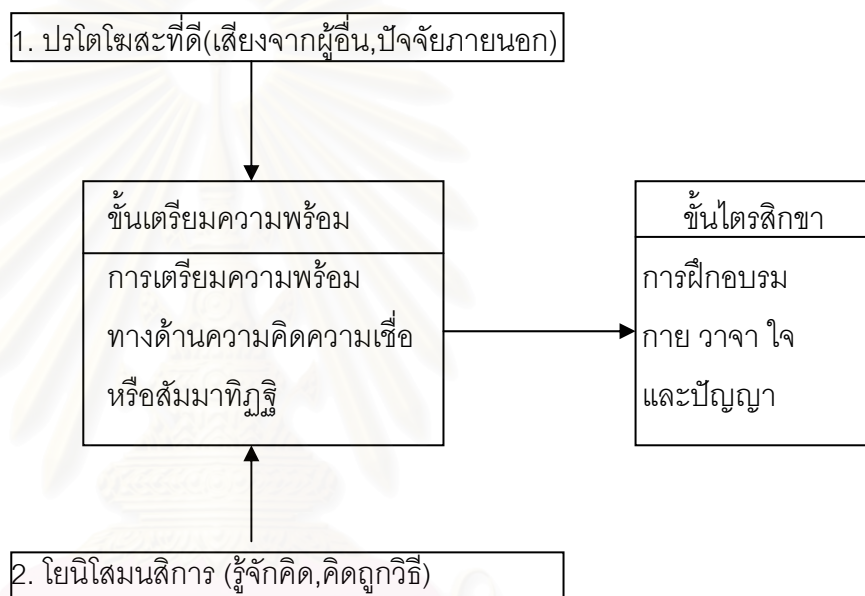 1. ปรโตโฆสะที่ดี(เสียงจากผู้อื่น,ปัจจัยภายนอก)
ขั้นเตรียมความพร้อม
การเตรียมความพร้อม
ทางด้านความคิดความเชื่อ
หรือสัมมาทิฏฐิ
ขั้นไตรสิกขา
การฝึกอบรม
กาย วาจา ใจ
และปัญญา
2. โยนิโสมนสิการ (รู้จักคิด,คิดถูกวิธี)